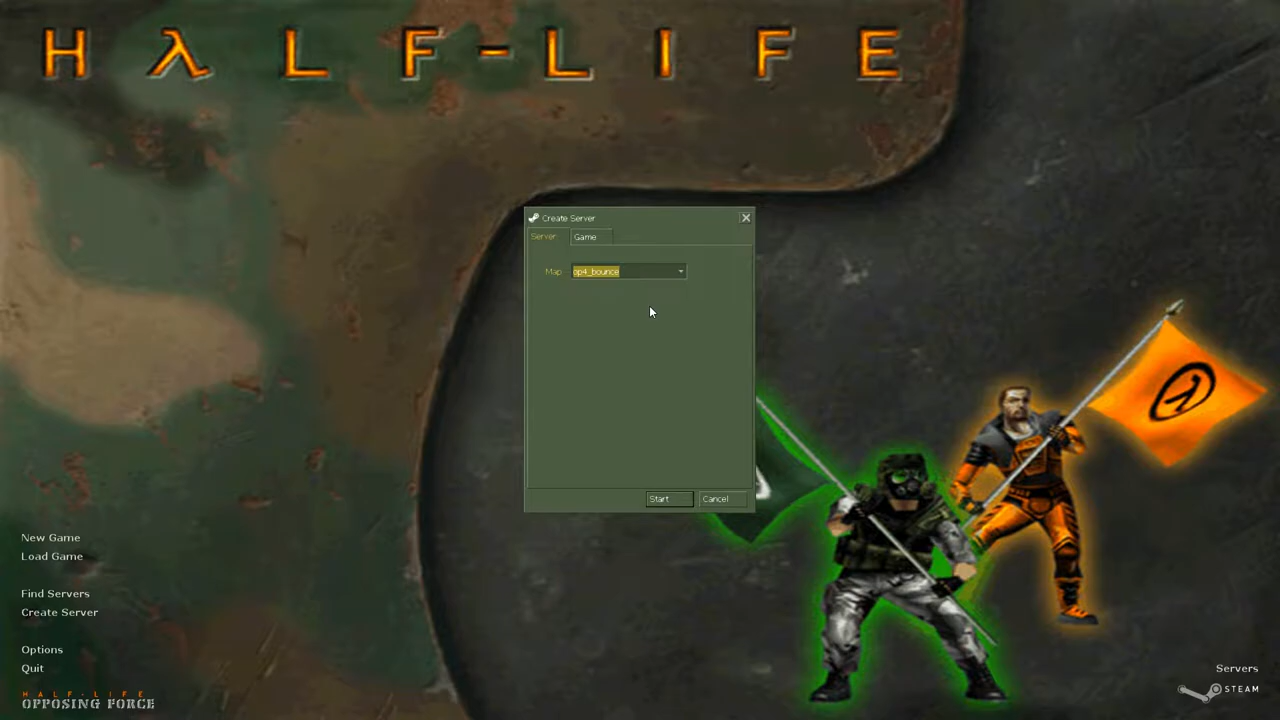 HλLF-LIFE
Create Server
Server
Game
Map
op4_bounce
Start
Cancel
New Game
Load Game
Find Servers
Create Server
Options
Quit
HALF-LIFE
OPPOSING FORCE
Servers
STEAM